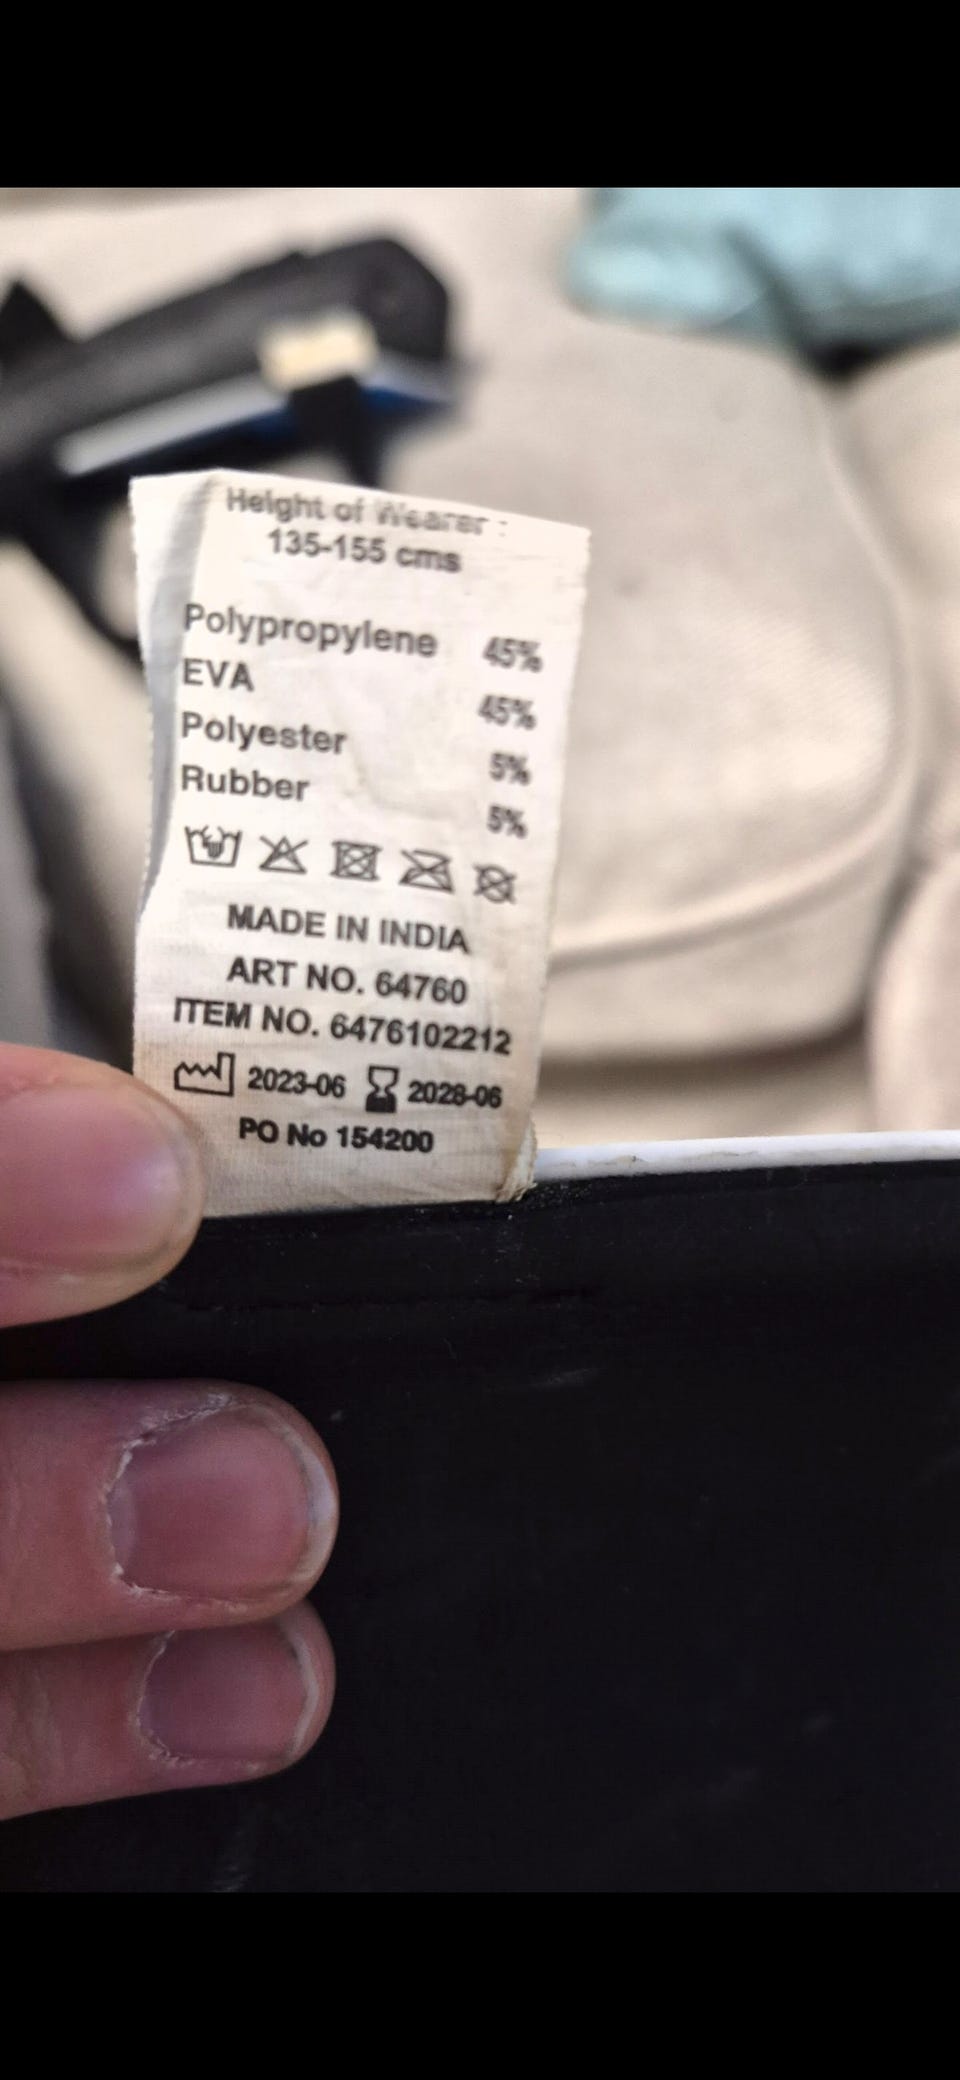 Height of Wearer :
135-155 cms
Polypropylene 45%
EVA 45%
Polyester 5%
Rubber 5%
MADE IN INDIA
ART NO. 64760
ITEM NO. 6476102212
2023-06 2028-06
PO No 154200